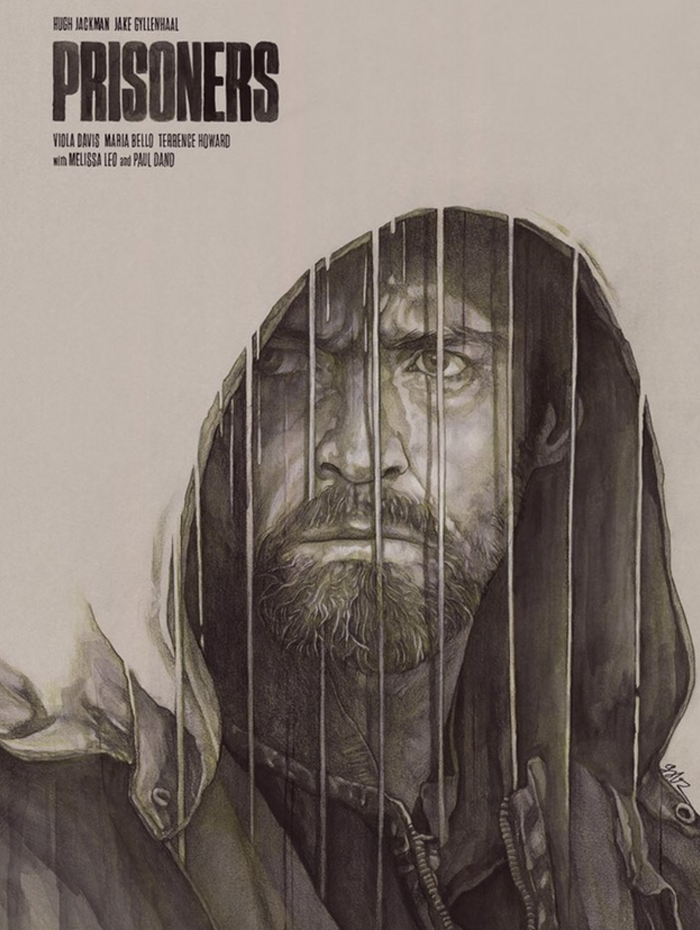 HUGH JACKMAN JAKE GYLLENHAAL
PRISONERS
VIOLA DAVIS MARIA BELLO TERRENCE HOWARD
with MELISSA LEO and PAUL DANO